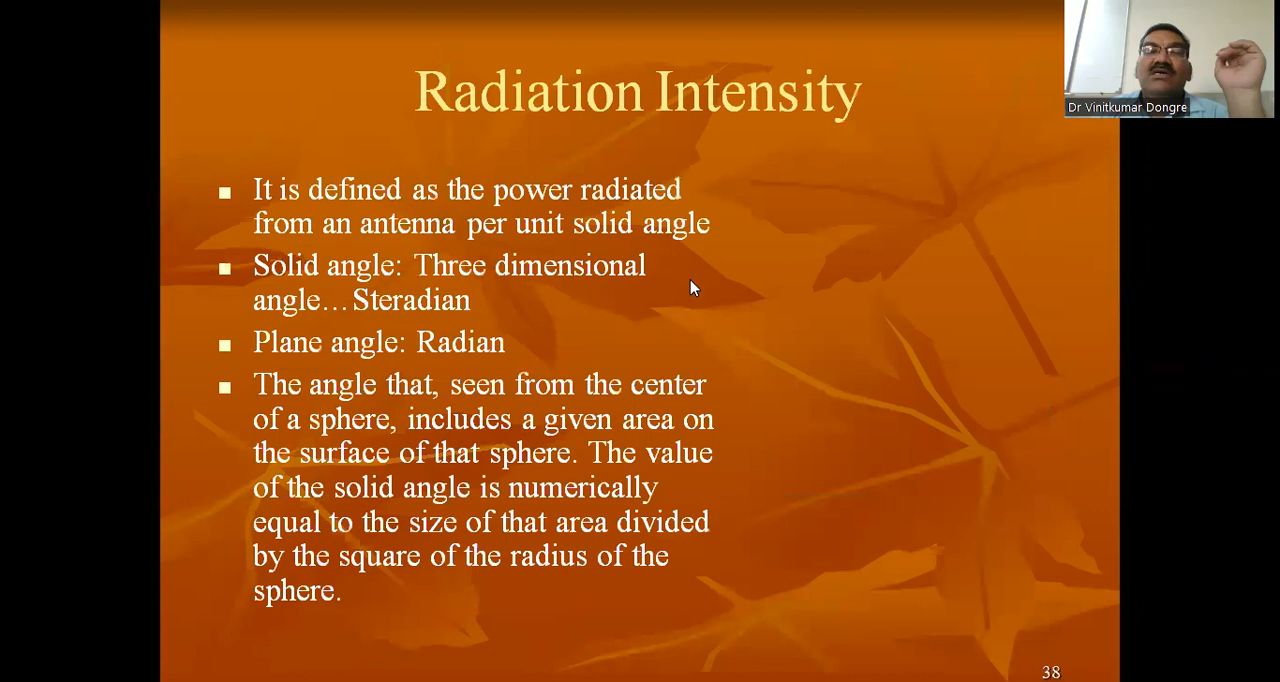 Radiation Intensity
Dr Vinitkumar Dongre
It is defined as the power radiated
from an antenna per unit solid angle
Solid angle: Three dimensional
angle…Steradian
Plane angle: Radian
The angle that, seen from the center
of a sphere, includes a given area on
the surface of that sphere. The value
of the solid angle is numerically
equal to the size of that area divided
by the square of the radius of the
sphere.
38